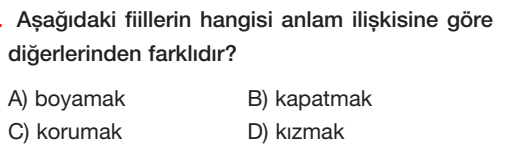 . Aşağıdaki fiillerin hangisi anlam ilişkisine göre
diğerlerinden farklıdır?
A) boyamak B) kapatmak
C) korumak D) kızmak